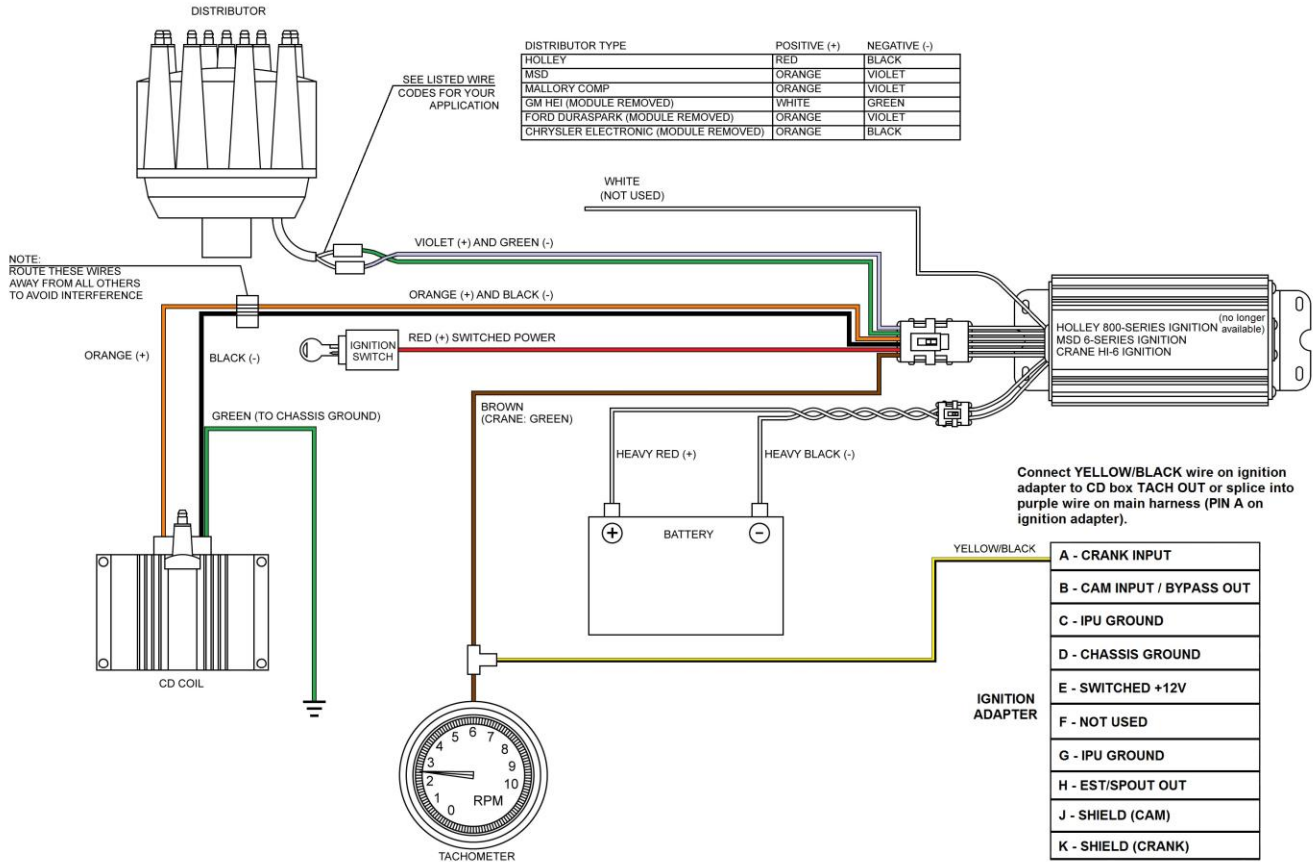 DISTRIBUTOR
DISTRIBUTOR TYPE POSITIVE (+) NEGATIVE (-)
HOLLEY RED BLACK
MSD ORANGE VIOLET
MALLORY COMP ORANGE VIOLET
GM HEI (MODULE REMOVED) WHITE GREEN
FORD DURASPARK (MODULE REMOVED) ORANGE VIOLET
CHRYSLER ELECTRONIC (MODULE REMOVED) ORANGE BLACK
SEE LISTED WIRE
CODES FOR YOUR
APPLICATION
WHITE
(NOT USED)
VIOLET (+) AND GREEN (-)
NOTE:
ROUTE THESE WIRES
AWAY FROM ALL OTHERS
TO AVOID INTERFERENCE
ORANGE (+) AND BLACK (-)
ORANGE (+)
BLACK (-)
IGNITION
SWITCH
RED (+) SWITCHED POWER
HOLLEY 800-SERIES IGNITION (no longer
available)
MSD 6-SERIES IGNITION
CRANE HI-6 IGNITION
GREEN (TO CHASSIS GROUND)
BROWN
(CRANE: GREEN)
HEAVY RED (+)
HEAVY BLACK (-)
+
BATTERY
-
Connect YELLOW/BLACK wire on ignition
adapter to CD box TACH OUT or splice into
purple wire on main harness (PIN A on
ignition adapter).
YELLOW/BLACK
IGNITION
ADAPTER
A - CRANK INPUT
B - CAM INPUT / BYPASS OUT
C - IPU GROUND
D - CHASSIS GROUND
E - SWITCHED +12V
F - NOT USED
G - IPU GROUND
H - EST/SPOUT OUT
J - SHIELD (CAM)
K - SHIELD (CRANK)
CD COIL
0
1
2
3
4
5
6
7
8
9
10
RPM
TACHOMETER